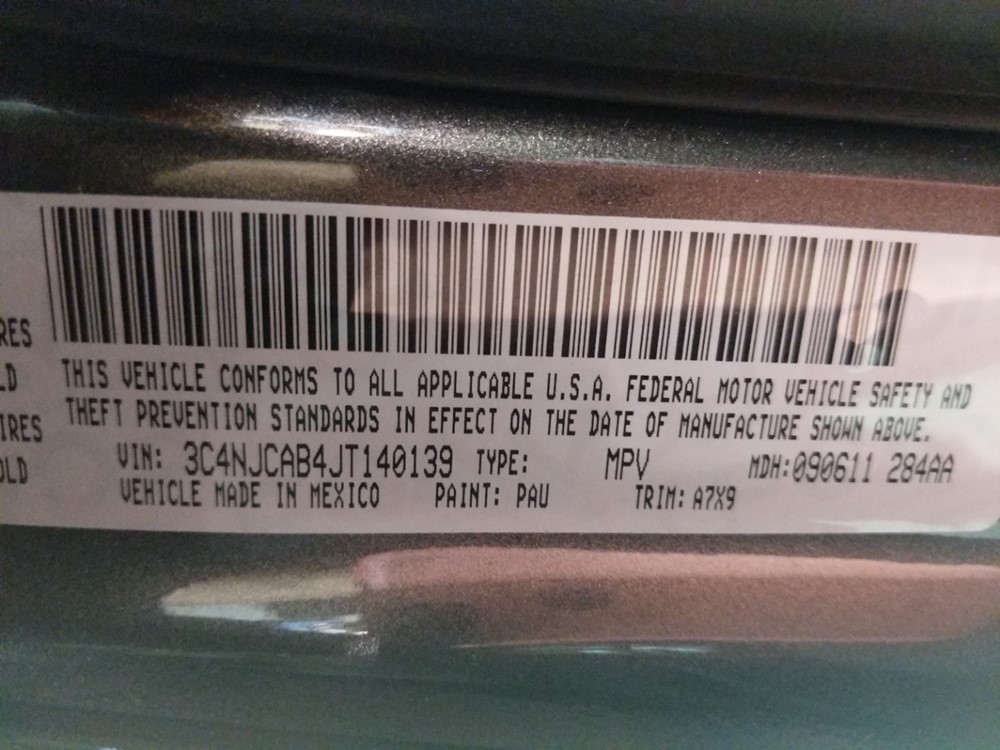 RES
LD
IRES
OLD
THIS VEHICLE CONFORMS TO ALL APPLICABLE U.S.A. FEDERAL MOTOR VEHICLE SAFETY AND
THEFT PREVENTION STANDARDS IN EFFECT ON THE DATE OF MANUFACTURE SHOWN ABOVE.
VIN: 3C4NJCAB4JT140139 TYPE: MPV MDH:090611 284AA
VEHICLE MADE IN MEXICO PAINT: PAU TRIM: A7X9